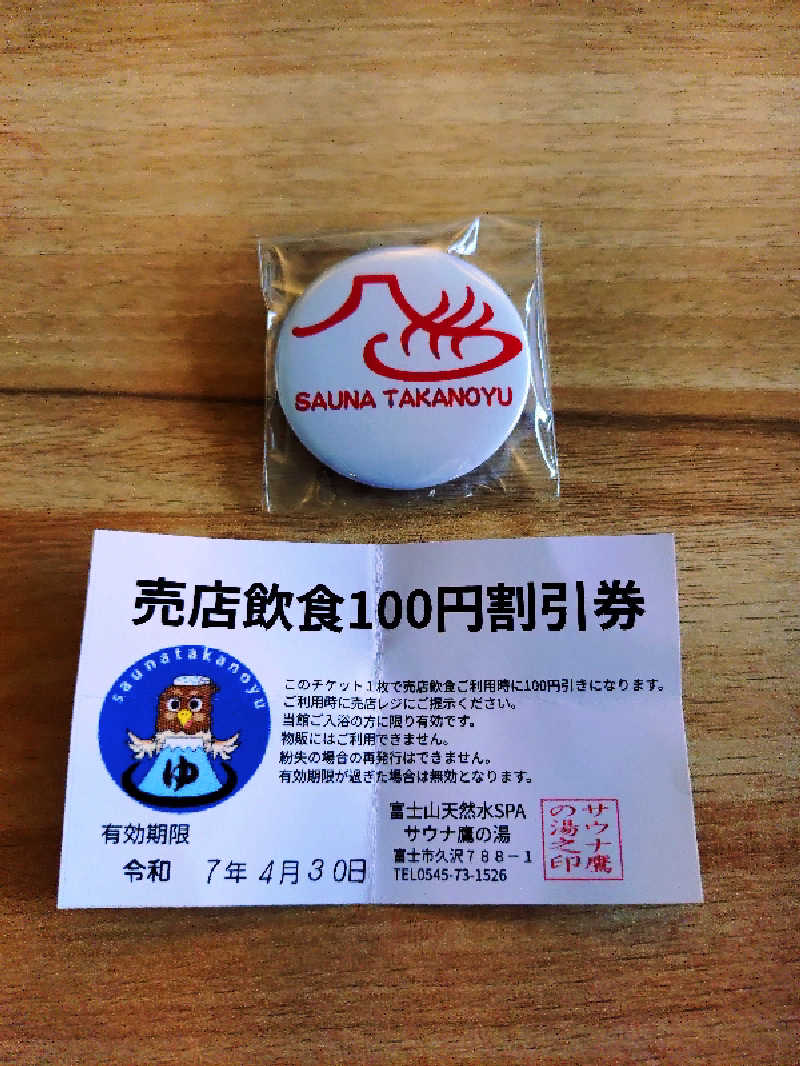 SAUNA TAKANOYU
売店飲食100円割引券
saunatakanoyu
ゆ
このチケット１枚で売店飲食ご利用時に100円引きになります。
ご利用時に売店レジにご提示ください。
当館ご入浴の方に限り有効です。
物販にはご利用できません。
紛失の場合の再発行はできません。
有効期限が過ぎた場合は無効となります。
有効期限
令和 7年 4月30日
富士山天然水SPA
サウナ鷹の湯
富士市久沢７８８－１
TEL0545-73-1526
サウナ鷹
の湯之印